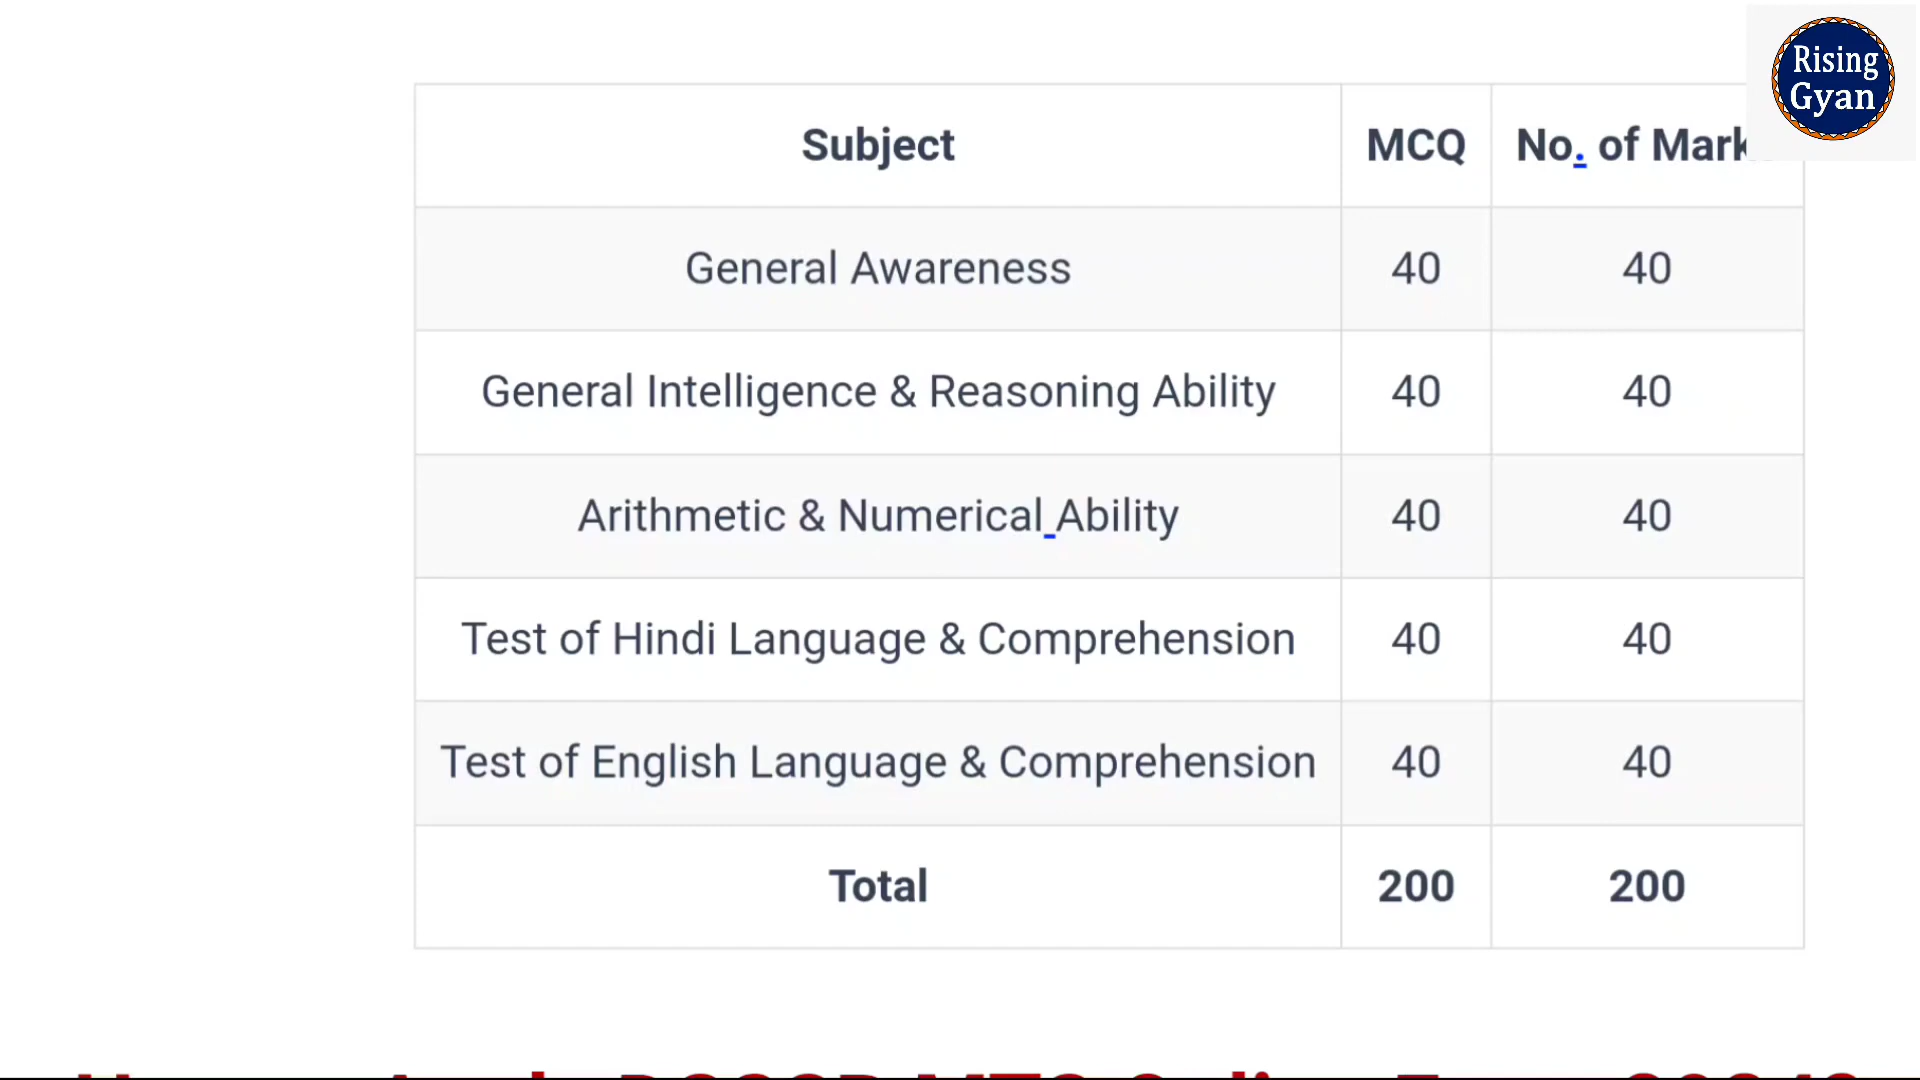 Rising
Gyan
Subject MCQ No. of
General Awareness 40 40
General Intelligence & Reasoning Ability 40 40
Arithmetic & Numerical Ability 40 40
Test of Hindi Language & Comprehension 40 40
Test of English Language & Comprehension 40 40
Total 200 200